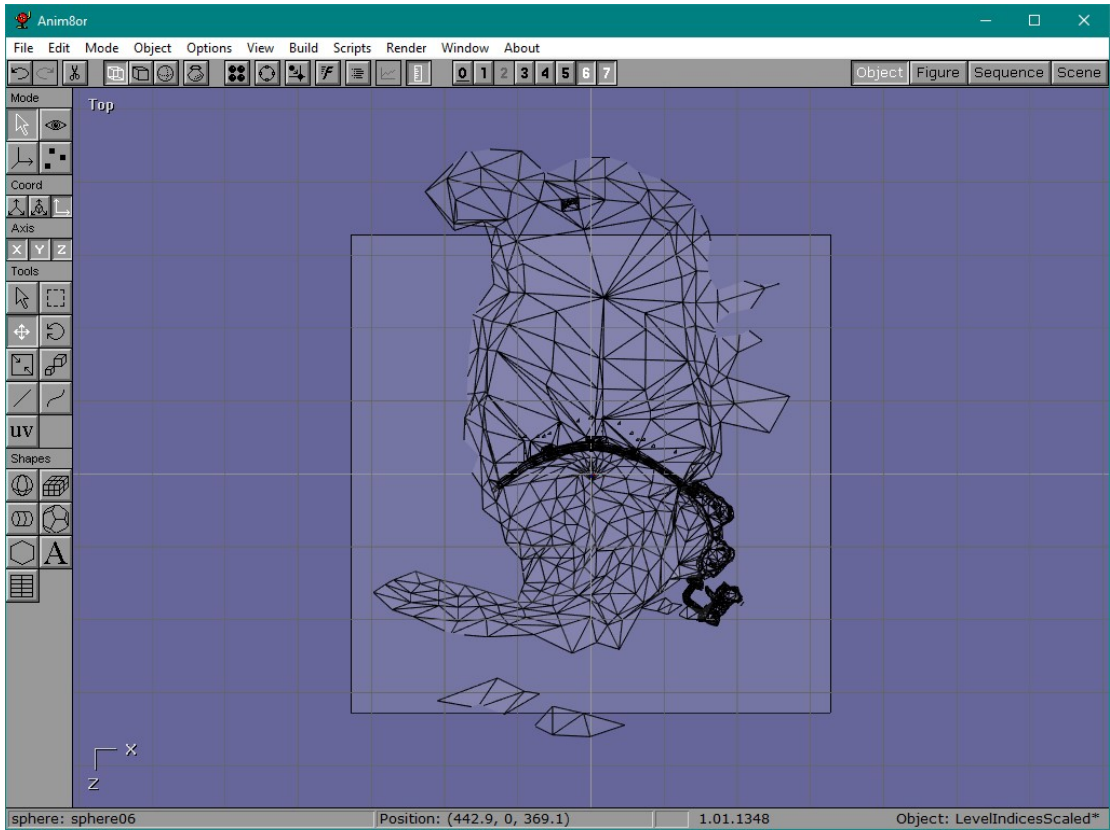 Anim8or
File Edit Mode Object Options View Build Scripts Render Window About
0 1 2 3 4 5 6 7 Object Figure Sequence Scene
Mode
Top
Coord
Axis
X Y Z
Tools
uv
Shapes
A
X
Z
sphere: sphere06 Position: (442.9, 0, 369.1) 1.01.1348 Object: LevelIndicesScaled*